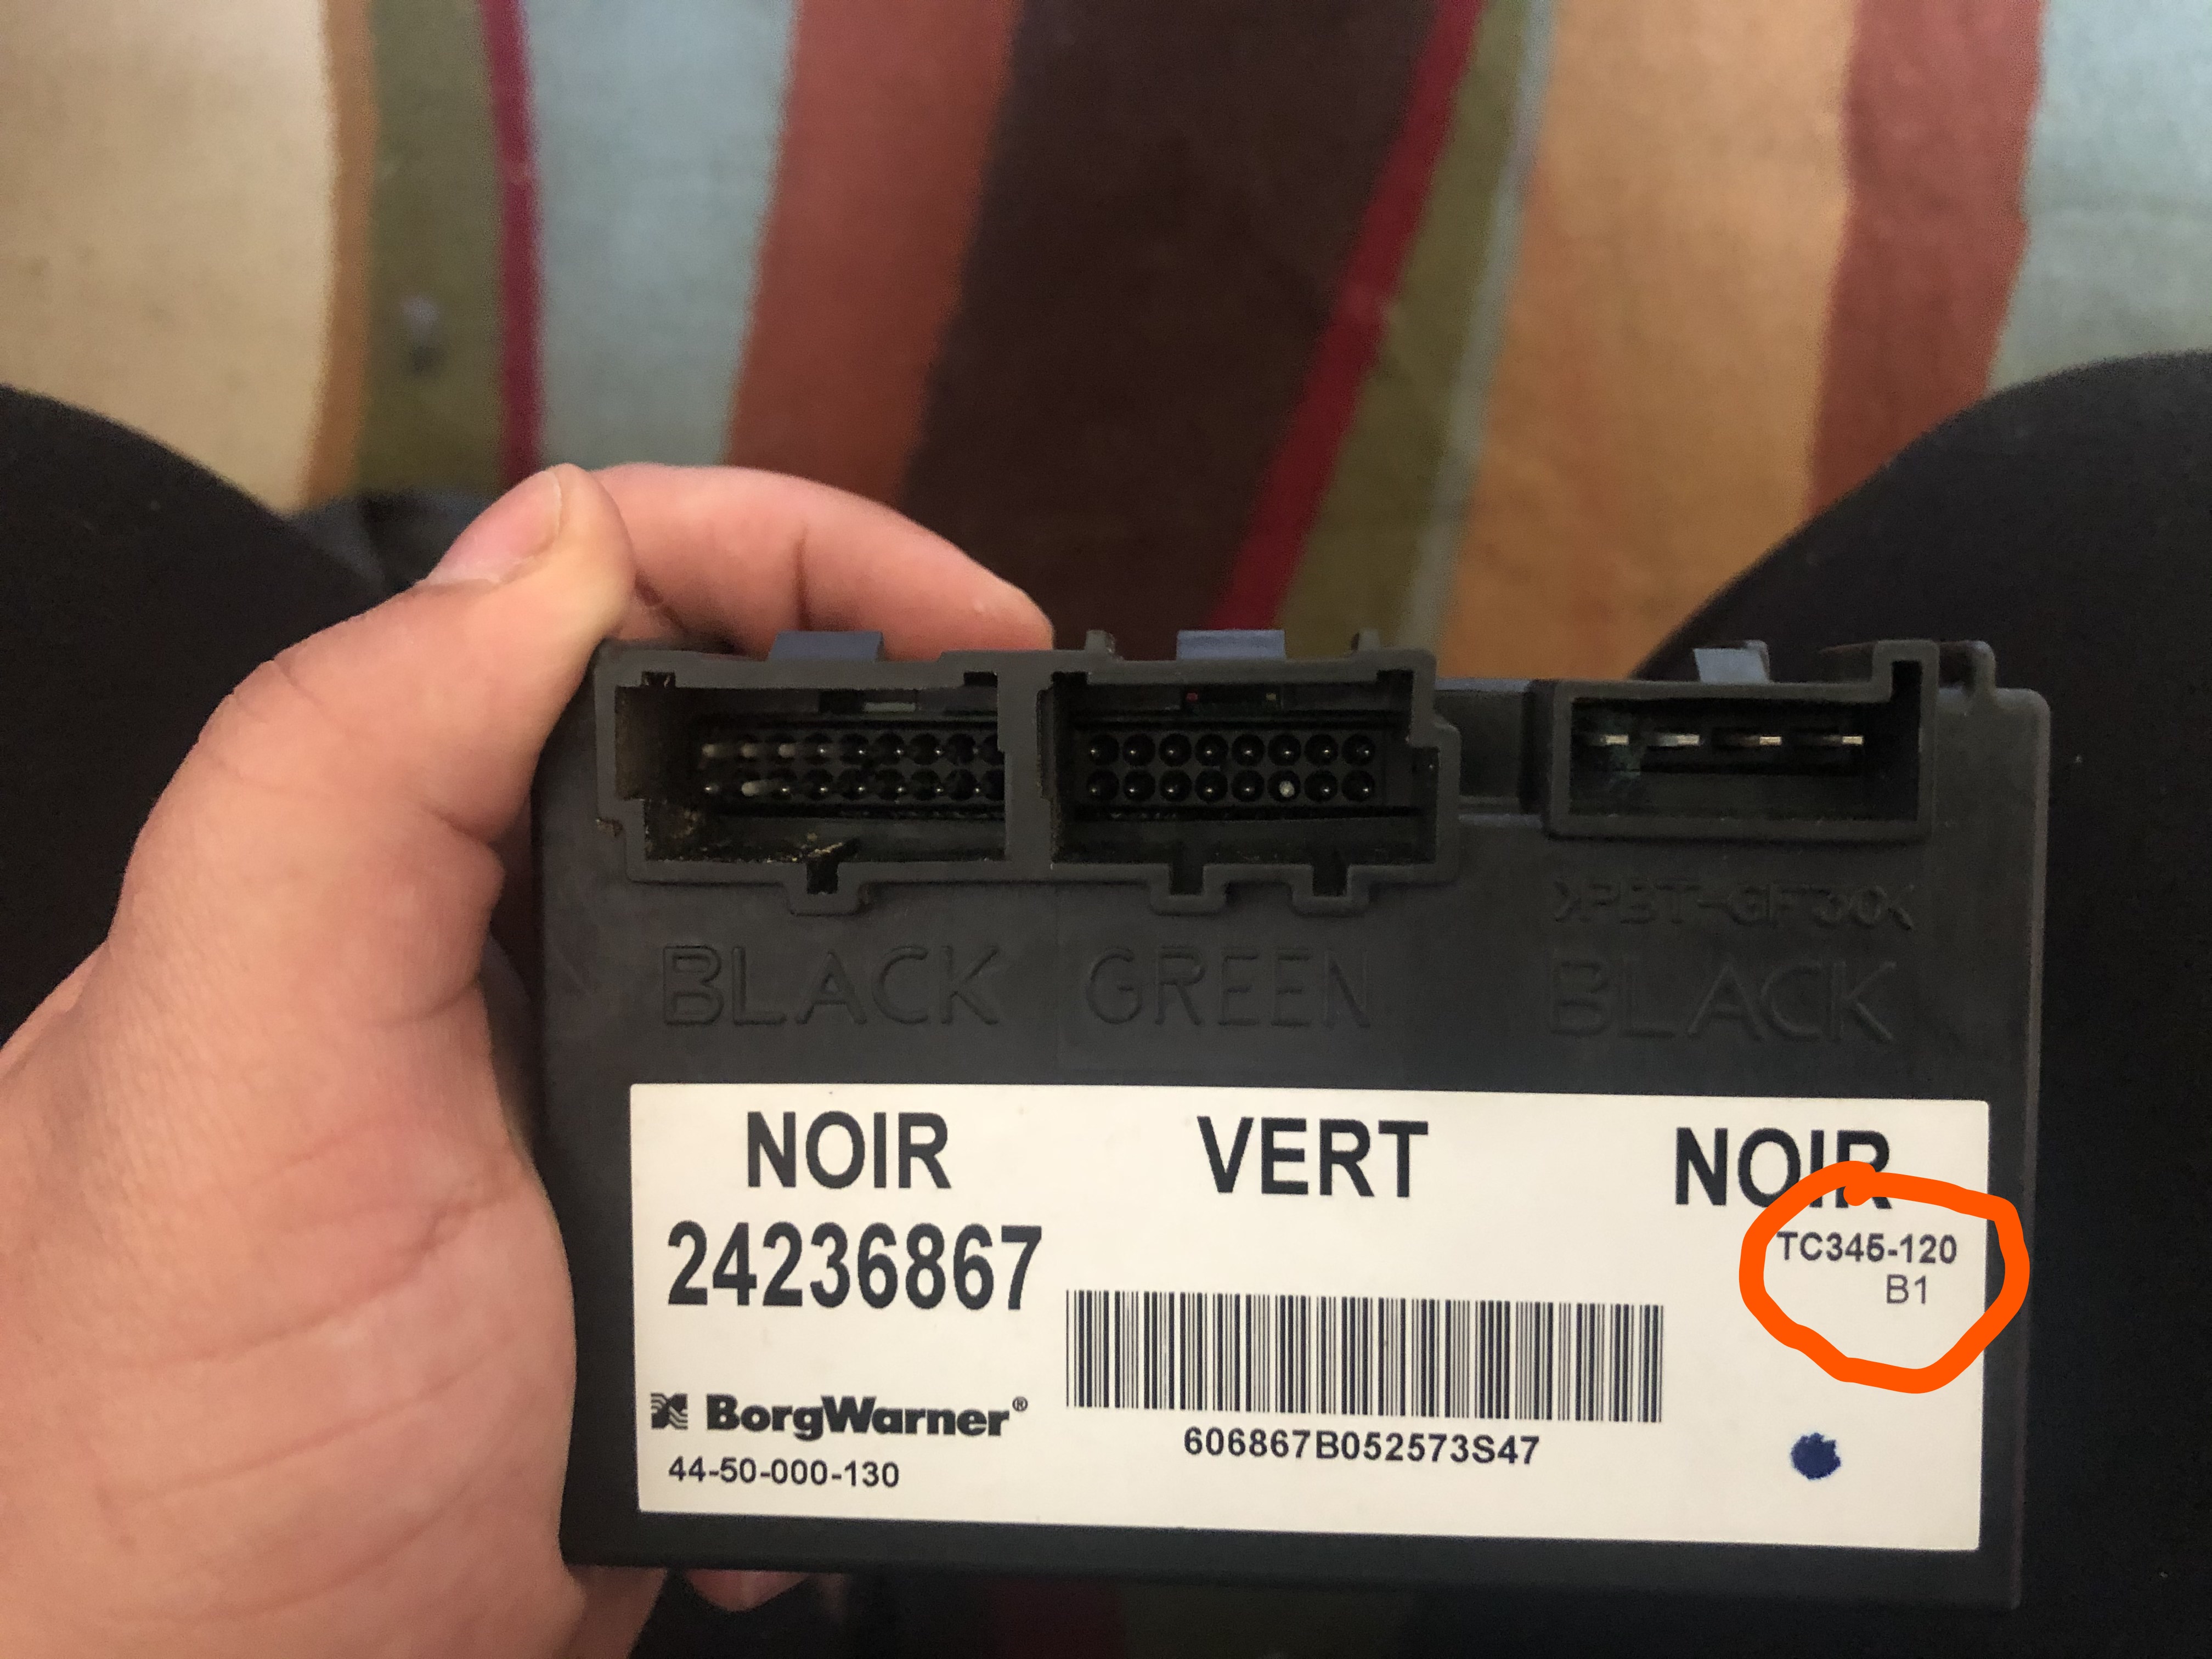 >PBT-GF30<
BLACK GREEN BLACK
NOIR VERT NOIR
24236867
TC345-120
B1
BorgWarner®
606867B052573S47
44-50-000-130